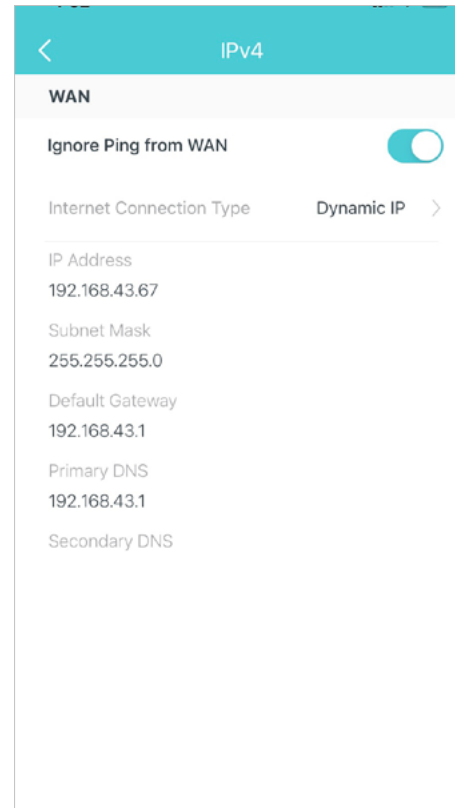 IPv4
WAN
Ignore Ping from WAN
Internet Connection Type Dynamic IP
IP Address
192.168.43.67
Subnet Mask
255.255.255.0
Default Gateway
192.168.43.1
Primary DNS
192.168.43.1
Secondary DNS